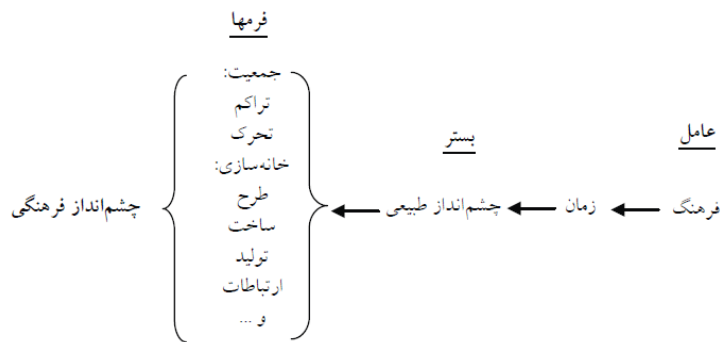 فرمها
عامل
بستر
فرهنگ
زمان
چشم‌انداز طبیعی
جمعیت:
تراکم
تحرک
خانه‌سازی:
طرح
ساخت
تولید
ارتباطات
و ...
چشم‌انداز فرهنگی